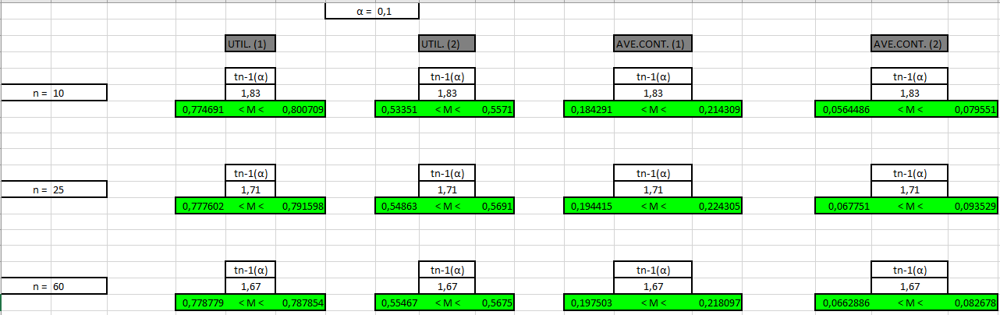 α = 0,1
UTIL. (1) UTIL. (2) AVE.CONT. (1) AVE.CONT. (2)
tn-1(α) tn-1(α) tn-1(α) tn-1(α)
n = 10 1,83 1,83 1,83 1,83
0,774691 < M < 0,800709 0,53351 < M < 0,5571 0,184291 < M < 0,214309 0,0564486 < M < 0,079551
tn-1(α) tn-1(α) tn-1(α) tn-1(α)
n = 25 1,71 1,71 1,71 1,71
0,777602 < M < 0,791598 0,54863 < M < 0,5691 0,194415 < M < 0,224305 0,067751 < M < 0,093529
tn-1(α) tn-1(α) tn-1(α) tn-1(α)
n = 60 1,67 1,67 1,67 1,67
0,778779 < M < 0,787854 0,55467 < M < 0,5675 0,197503 < M < 0,218097 0,0662886 < M < 0,082678